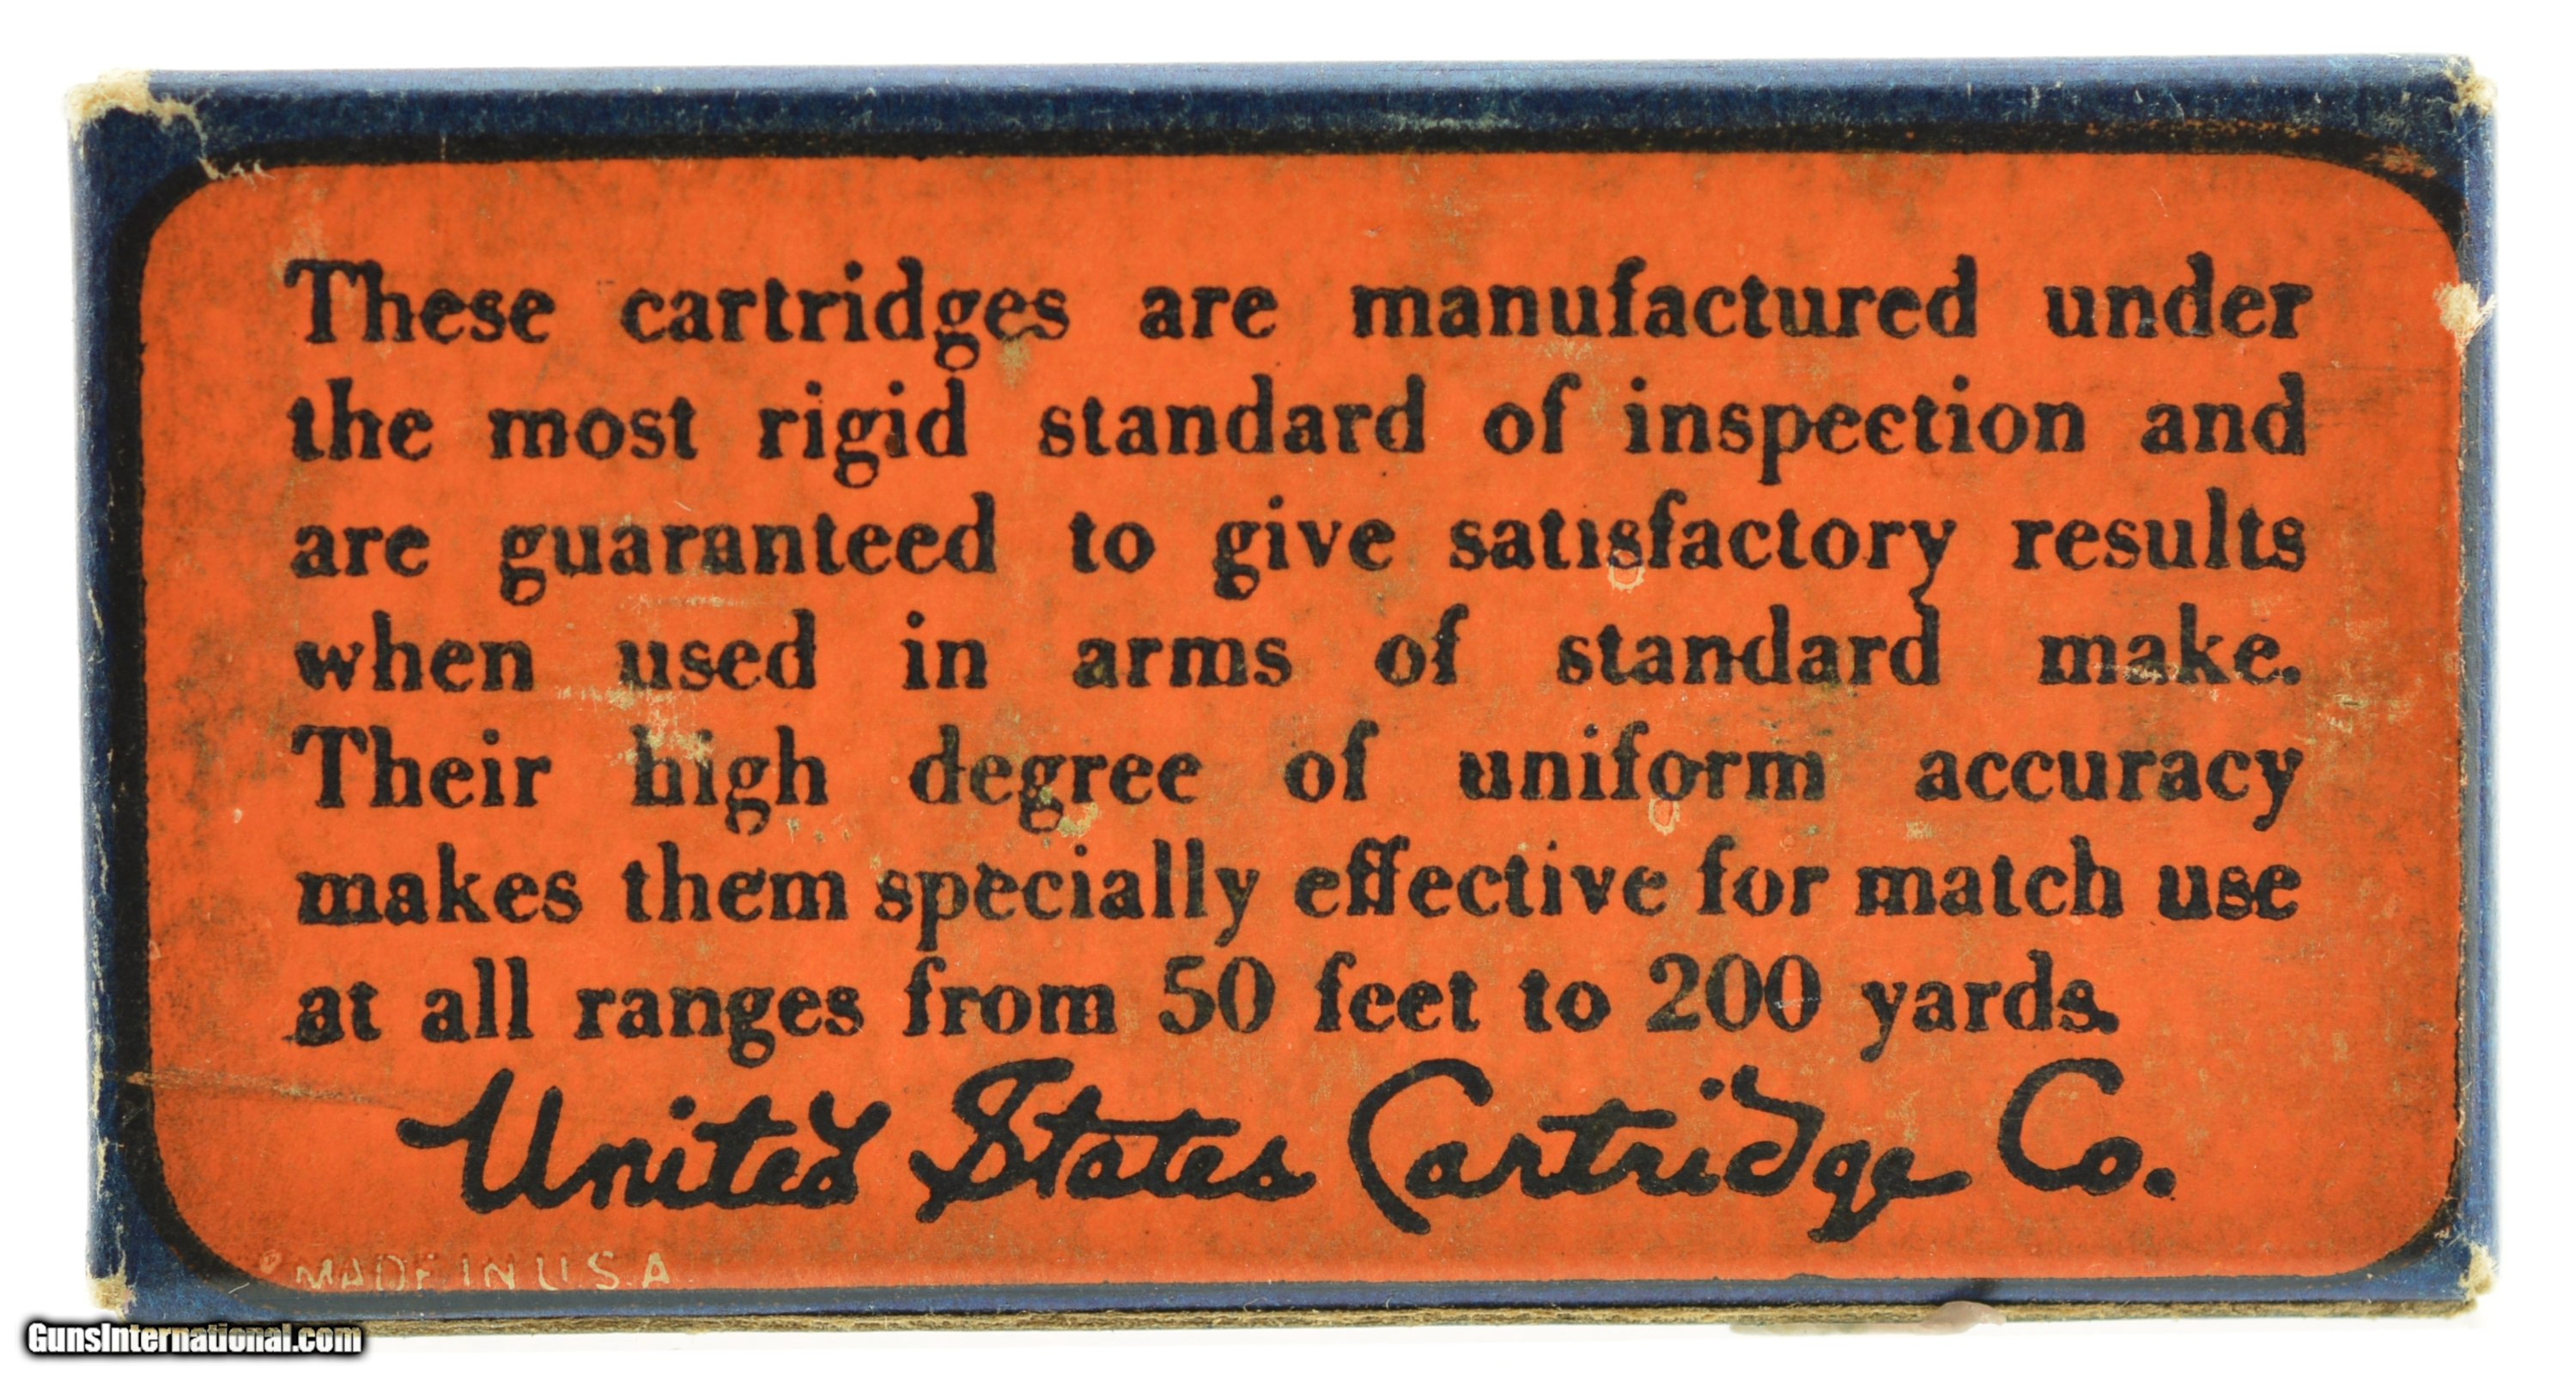 These cartridges are manufactured under
the most rigid standard of inspection and
are guaranteed to give satisfactory results
when used in arms of standard make.
Their high degree of uniform accuracy
makes them specially effective for match use
at all ranges from 50 feet to 200 yards.
United States Cartridge Co.
MADE IN U.S.A
GunsInternational.com